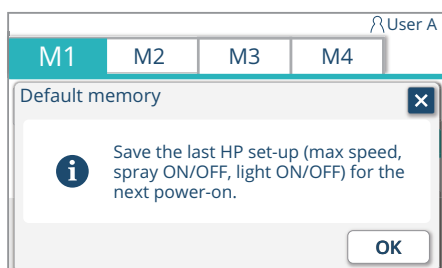 User A
M1 M2 M3 M4
Default memory
Save the last HP set-up (max speed,
spray ON/OFF, light ON/OFF) for the
next power-on.
OK